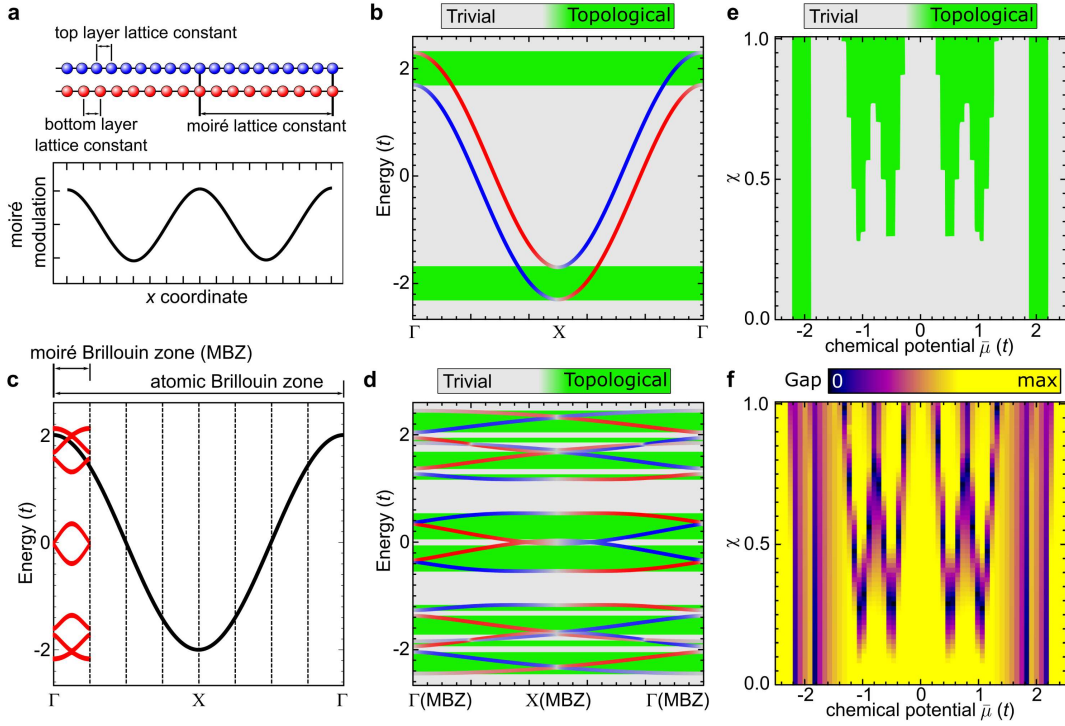 a
top layer lattice constant
bottom layer
lattice constant
moiré lattice constant
moiré
modulation
x coordinate
b
Trivial
Topological
Energy (t)
2
0
-2
Γ
X
Γ
e
Trivial
Topological
χ
1.0
0.5
0.0
-2
-1
0
1
2
chemical potential μ̄ (t)
moiré Brillouin zone (MBZ)
c
atomic Brillouin zone
Energy (t)
2
0
-2
Γ
X
Γ
d
Trivial
Topological
Energy (t)
2
0
-2
Γ(MBZ)
X(MBZ)
Γ(MBZ)
f
Gap
0
max
χ
1.0
0.5
0.0
-2
-1
0
1
2
chemical potential μ̄ (t)